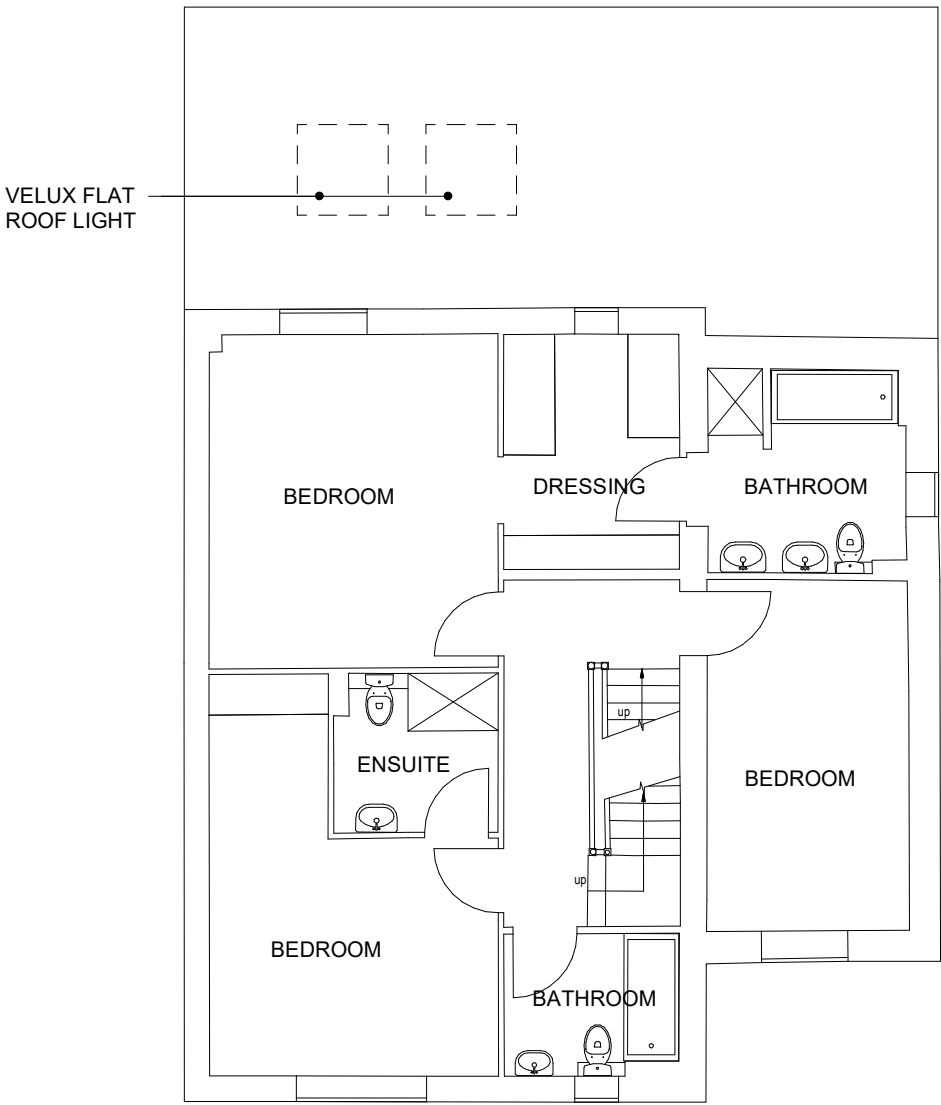 VELUX FLAT
ROOF LIGHT
BEDROOM
DRESSING
BATHROOM
up
ENSUITE
BEDROOM
up
BEDROOM
BATHROOM